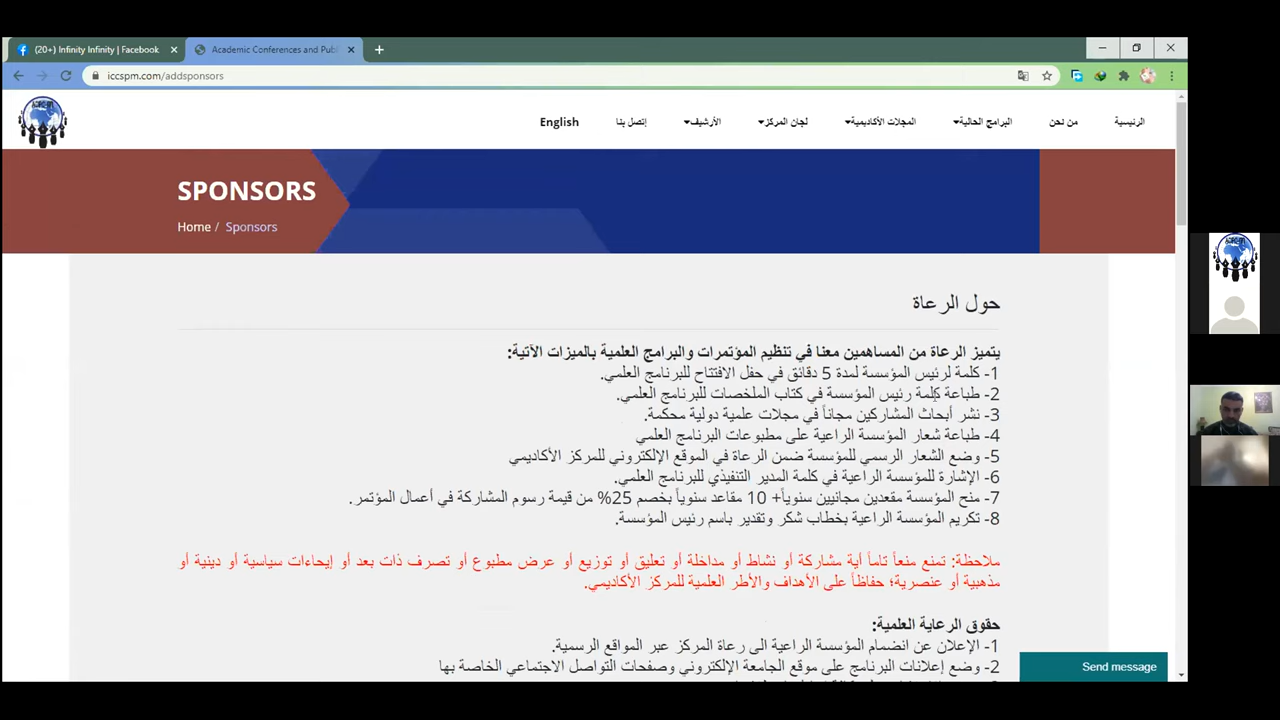 (20+) Infinity Infinity | Facebook
Academic Conferences and Publ
iccspm.com/addsponsors
الرئيسية من نحن البرامج الحالية المجلات الأكاديمية لجان المركز الأرشيف إتصل بنا English
SPONSORS
Home / Sponsors
حول الرعاة
يتميز الرعاة من المساهمين معنا في تنظيم المؤتمرات والبرامج العلمية بالميزات الآتية:
1- كلمة لرئيس المؤسسة لمدة 5 دقائق في حفل الافتتاح للبرنامج العلمي.
2- طباعة كلمة رئيس المؤسسة في كتاب الملخصات للبرنامج العلمي.
3- نشر أبحاث المشاركين مجاناً في مجلات علمية دولية محكمة.
4- طباعة شعار المؤسسة الراعية على مطبوعات البرنامج العلمي
5- وضع الشعار الرسمي للمؤسسة ضمن الرعاة في الموقع الإلكتروني للمركز الأكاديمي
6- الإشارة للمؤسسة الراعية في كلمة المدير التنفيذي للبرنامج العلمي.
7- منح المؤسسة مقعدين مجانيين سنوياً+ 10 مقاعد سنوياً بخصم 25% من قيمة رسوم المشاركة في أعمال المؤتمر.
8- تكريم المؤسسة الراعية بخطاب شكر وتقدير باسم رئيس المؤسسة.
ملاحظة: تمنع منعاً تاماً أية مشاركة أو نشاط أو مداخلة أو تعليق أو توزيع أو عرض مطبوع أو تصرف ذات بعد أو إيحاءات سياسية أو دينية أو
مذهبية أو عنصرية؛ حفاظاً على الأهداف والأطر العلمية للمركز الأكاديمي.
حقوق الرعاية العلمية:
1- الإعلان عن انضمام المؤسسة الراعية الى رعاة المركز عبر المواقع الرسمية.
2- وضع إعلانات البرنامج على موقع الجامعة الإلكتروني وصفحات التواصل الاجتماعي الخاصة بها
Send message